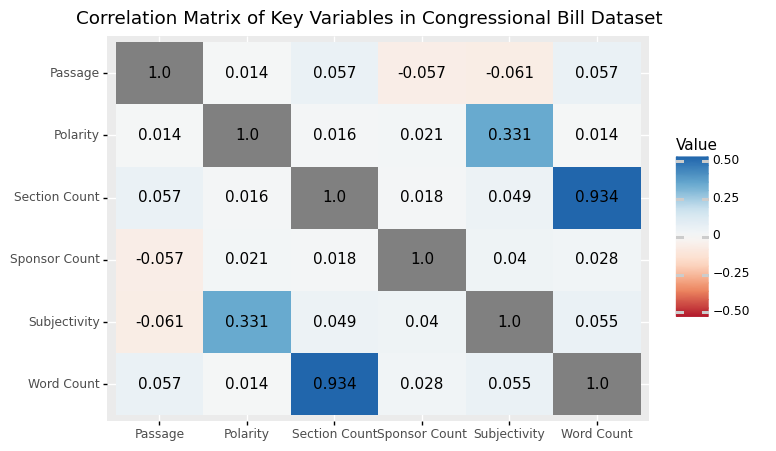 Correlation Matrix of Key Variables in Congressional Bill Dataset
Passage 1.0 0.014 0.057 -0.057 -0.061 0.057
Polarity 0.014 1.0 0.016 0.021 0.331 0.014
Section Count 0.057 0.016 1.0 0.018 0.049 0.934
Sponsor Count -0.057 0.021 0.018 1.0 0.04 0.028
Subjectivity -0.061 0.331 0.049 0.04 1.0 0.055
Word Count 0.057 0.014 0.934 0.028 0.055 1.0
Passage Polarity Section Count Sponsor Count Subjectivity Word Count
Value
0.50
0.25
0
−0.25
−0.50